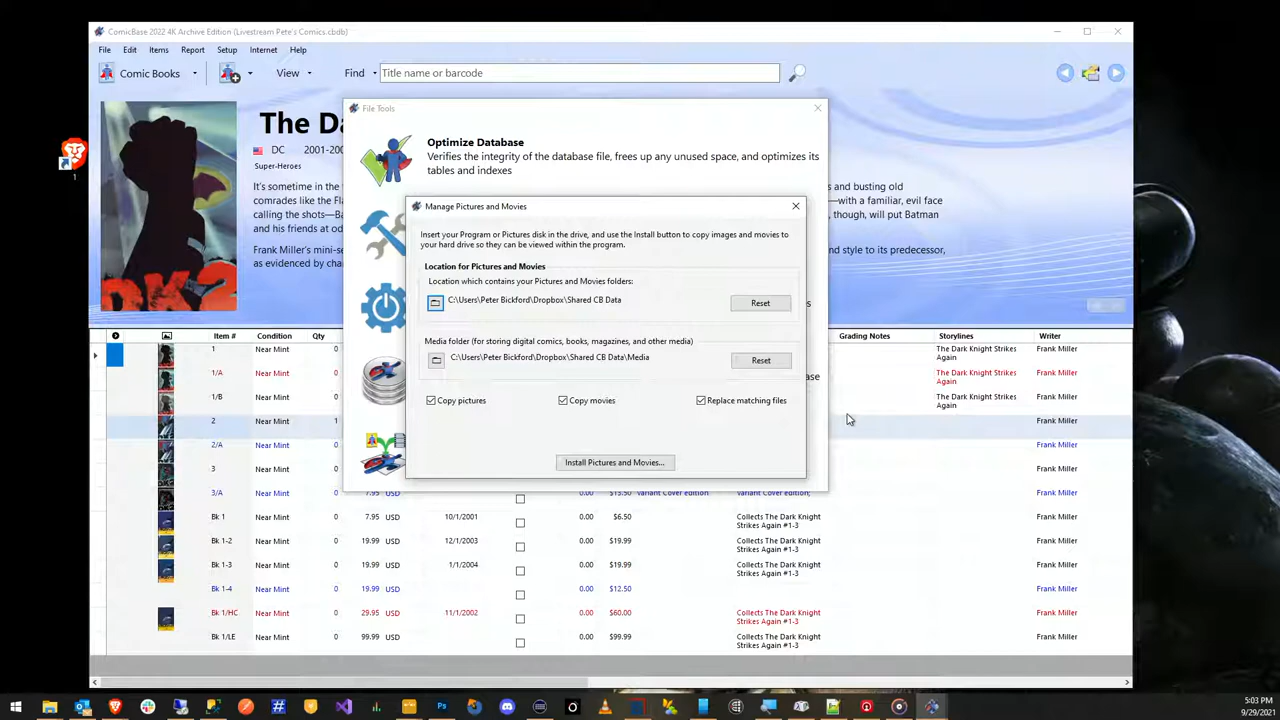 ComicBase 2022 4K Archive Edition (Livestream Pete's Comics.cbdb)
File Edit Items Report Setup Internet Help
Comic Books View Find Title name or barcode
File Tools
The Da
DC 2001-200
Super-Heroes
It's sometime in the
comrades like the Fla
calling the shots—Ba
and his friends at od
Frank Miller's mini-se
as evidenced by cha
and busting old
—with a familiar, evil face
though, will put Batman
and style to its predecessor,
DK2
1
Optimize Database
Verifies the integrity of the database file, frees up any unused space, and optimizes its
tables and indexes
Manage Pictures and Movies
Insert your Program or Pictures disk in the drive, and use the Install button to copy images and movies to
your hard drive so they can be viewed within the program.
Location for Pictures and Movies
Location which contains your Pictures and Movies folders:
C:\Users\Peter Bickford\Dropbox\Shared CB Data Reset
Media folder (for storing digital comics, books, magazines, and other media)
C:\Users\Peter Bickford\Dropbox\Shared CB Data\Media Reset
Copy pictures Copy movies Replace matching files
Install Pictures and Movies...
ase
Item # Condition Qty Grading Notes Storylines Writer
1 Near Mint 0 The Dark Knight Strikes Again Frank Miller
1/A Near Mint 0 The Dark Knight Strikes Again Frank Miller
1/B Near Mint 0 The Dark Knight Strikes Again Frank Miller
2 Near Mint 1 Frank Miller
2/A Near Mint 0 Frank Miller
3 Near Mint 0 Frank Miller
3/A Near Mint 0 7.95 USD 0.00 $13.50 Variant Cover edition Variant Cover edition; Frank Miller
Bk 1 Near Mint 0 7.95 USD 10/1/2001 0.00 $6.50 Collects The Dark Knight Strikes Again #1-3 Frank Miller
Bk 1-2 Near Mint 0 19.99 USD 12/1/2003 0.00 $19.99 Collects The Dark Knight Strikes Again #1-3 Frank Miller
Bk 1-3 Near Mint 0 19.99 USD 1/1/2004 0.00 $19.99 Collects The Dark Knight Strikes Again #1-3 Frank Miller
Bk 1-4 Near Mint 0 19.99 USD 0.00 $12.50 Frank Miller
Bk 1/HC Near Mint 0 29.95 USD 11/1/2002 0.00 $60.00 Collects The Dark Knight Strikes Again #1-3 Frank Miller
Bk 1/LE Near Mint 0 99.99 USD 0.00 $99.99 Collects The Dark Knight Strikes Again #1-3 Frank Miller
5:03 PM
9/29/2021